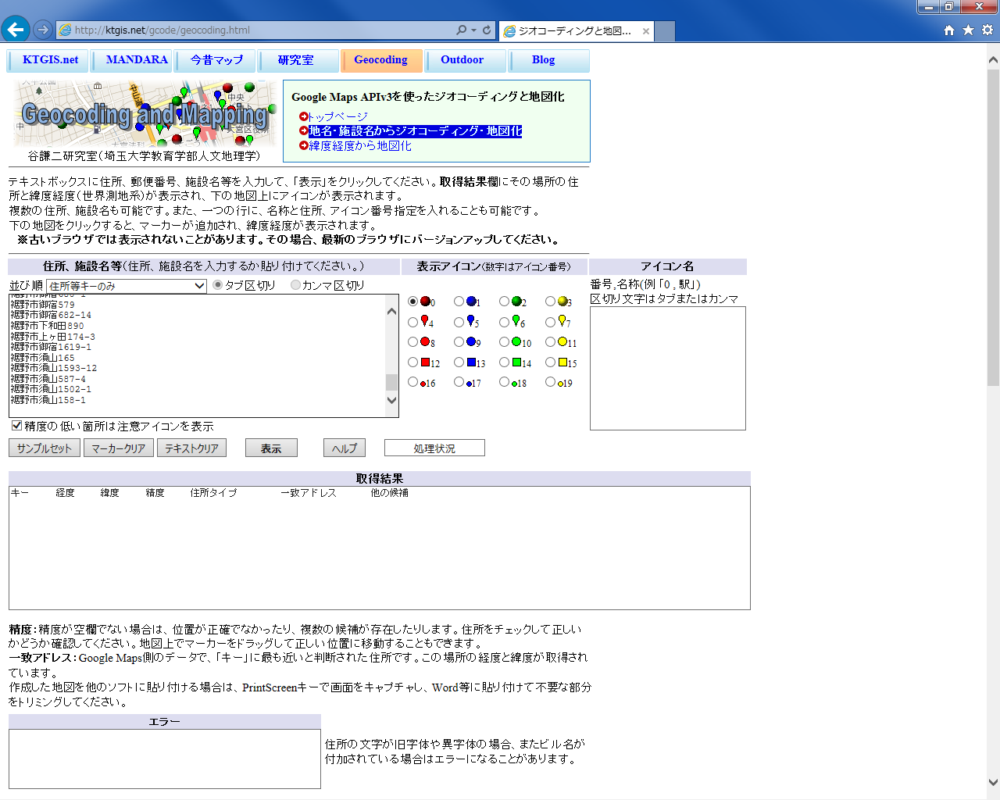 http://ktgis.net/gcode/geocoding.html
ジオコーディングと地図...
KTGIS.net MANDARA 今昔マップ 研究室 Geocoding Outdoor Blog
Geocoding and Mapping
谷謙二研究室(埼玉大学教育学部人文地理学)
Google Maps APIv3を使ったジオコーディングと地図化
トップページ
地名・施設名からジオコーディング・地図化
緯度経度から地図化
テキストボックスに住所、郵便番号、施設名等を入力して、「表示」をクリックしてください。取得結果欄にその場所の住
所と緯度経度(世界測地系)が表示され、下の地図上にアイコンが表示されます。
複数の住所、施設名も可能です。また、一つの行に、名称と住所、アイコン番号指定を入れることも可能です。
下の地図をクリックすると、マーカーが追加され、緯度経度が表示されます。
※古いブラウザでは表示されないことがあります。その場合、最新のブラウザにバージョンアップしてください。
住所、施設名等(住所、施設名を入力するか貼り付けてください。)
並び順 住所等キーのみ タブ区切り カンマ区切り
裾野市御宿579
裾野市御宿682-14
裾野市下和田890
裾野市上ヶ田174-3
裾野市御宿1619-1
裾野市須山165
裾野市須山1593-12
裾野市須山587-4
裾野市須山1502-1
裾野市須山158-1
精度の低い箇所は注意アイコンを表示
表示アイコン(数字はアイコン番号)
0 1 2 3
4 5 6 7
8 9 10 11
12 13 14 15
16 17 18 19
アイコン名
番号,名称(例「0 , 駅」)
区切り文字はタブまたはカンマ
サンプルセット マーカークリア テキストクリア 表示 ヘルプ 処理状況
取得結果
キー 経度 緯度 精度 住所タイプ 一致アドレス 他の候補
精度:精度が空欄でない場合は、位置が正確でなかったり、複数の候補が存在したりします。住所をチェックして正しい
かどうか確認してください。地図上でマーカーをドラッグして正しい位置に移動することもできます。
一致アドレス:Google Maps側のデータで、「キー」に最も近いと判断された住所です。この場所の経度と緯度が取得され
ています。
作成した地図を他のソフトに貼り付ける場合は、PrintScreenキーで画面をキャプチャし、Word等に貼り付けて不要な部分
をトリミングしてください。
エラー
住所の文字が旧字体や異字体の場合、またビル名が
付加されている場合はエラーになることがあります。